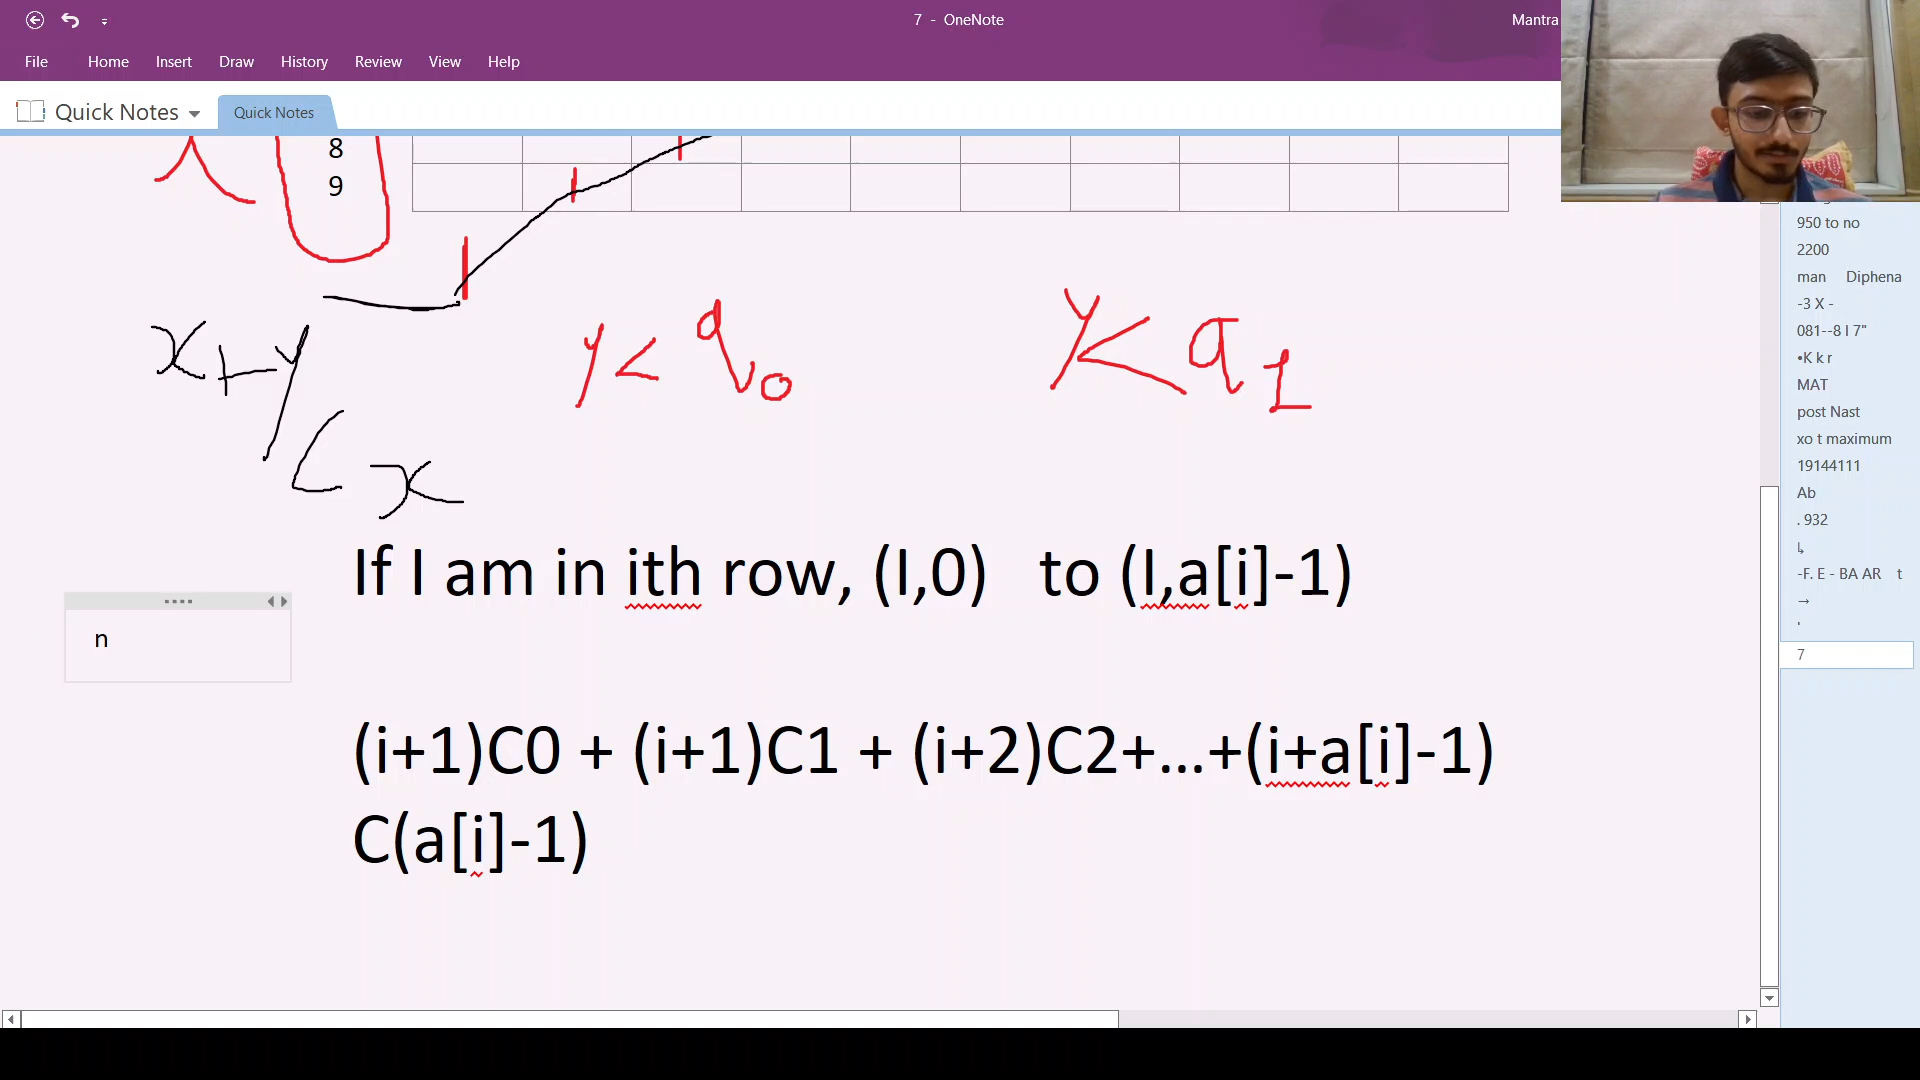 7 - OneNote
Mantra
File Home Insert Draw History Review View Help
Quick Notes Quick Notes
8
9
950 to no
2200
man Diphena
-3 X -
081--8 I 7"
•K k r
MAT
post Nast
xo t maximum
19144111
Ab
. 932
↳
-F. E - BA AR t
→
'
7
x+y
C x
y < a0
y < a1
If I am in ith row, (I,0) to (I,a[i]-1)
n
(i+1)C0 + (i+1)C1 + (i+2)C2+...+(i+a[i]-1)
C(a[i]-1)